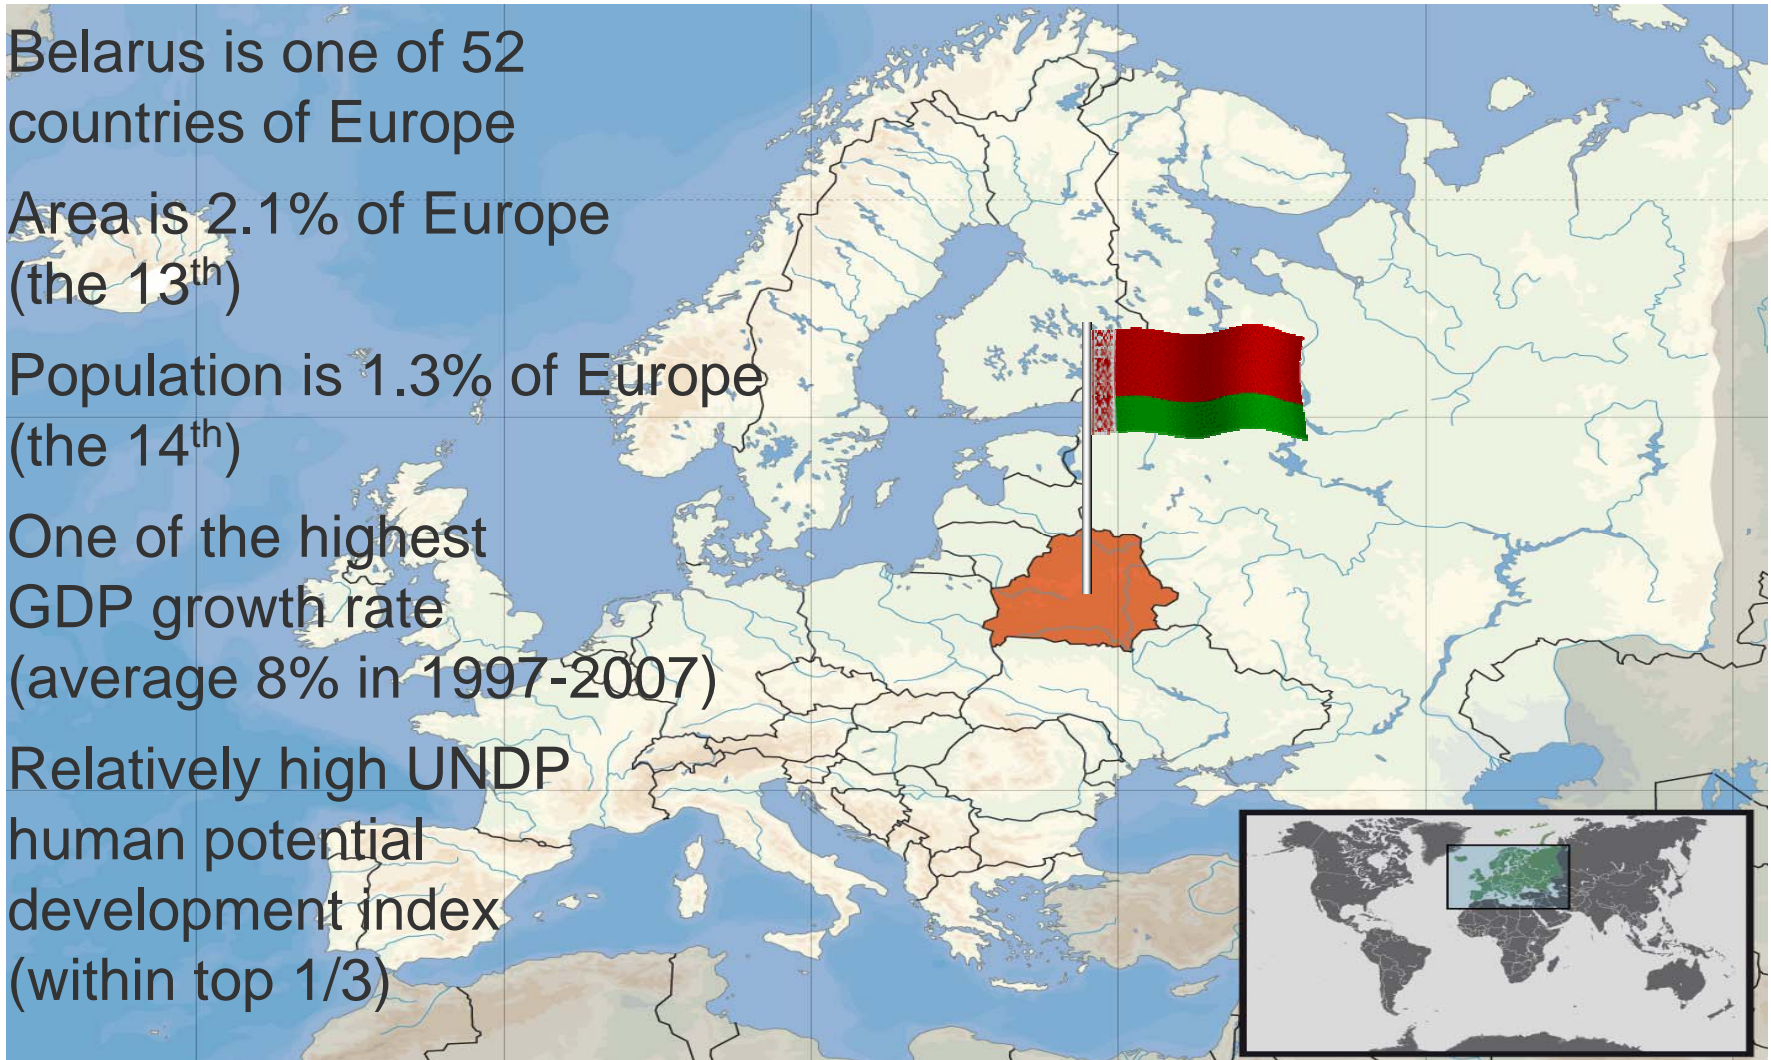 Belarus is one of 52
countries of Europe
Area is 2.1% of Europe
(the 13th)
Population is 1.3% of Europe
(the 14th)
One of the highest
GDP growth rate
(average 8% in 1997-2007)
Relatively high UNDP
human potential
development index
(within top 1/3)